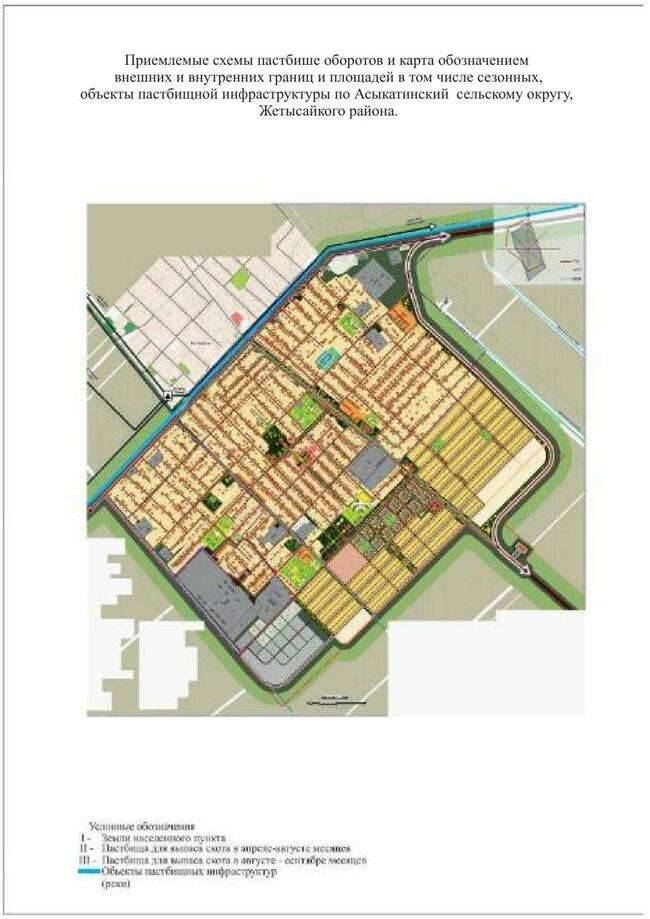 Приемлемые схемы пастбише оборотов и карта обозначением
внешних и внутренних границ и площадей в том числе сезонных,
объекты пастбищной инфраструктуры по Асыкатинский сельскому округу,
Жетысайкого района.
Условные обозначения
I - Земли населенного пункта
II - Пастбища для выпаса скота в апреле-августе месяцев
III - Пастбища для выпаса скота в августе - сентябре месяцев
Объекты пастбищных инфраструктур
(реки)